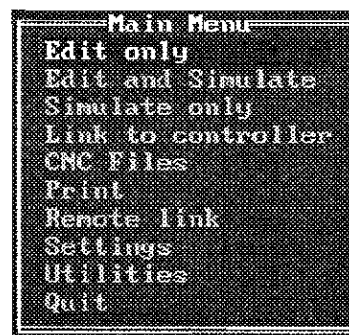 Main Menu
Edit only
Edit and Simulate
Simulate only
Link to controller
CNC Files
Print
Remote link
Settings
Utilities
Quit